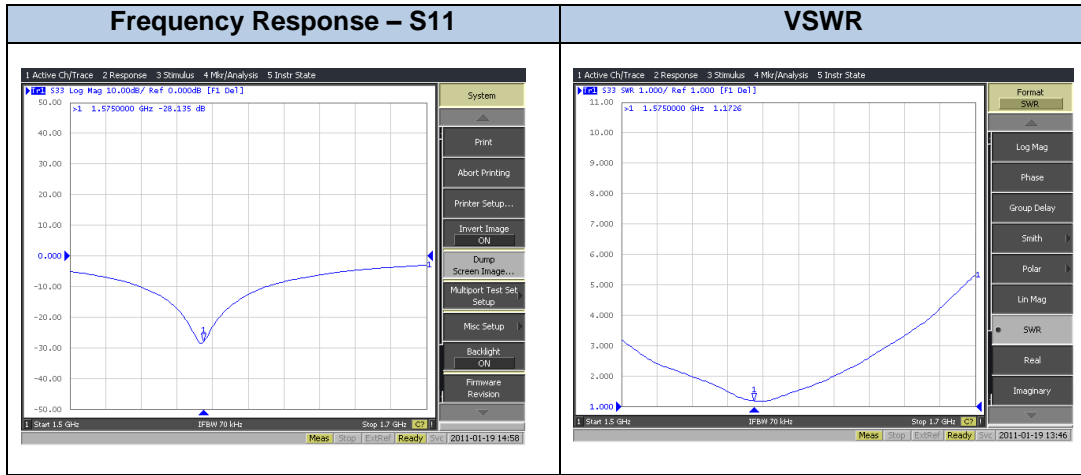 Frequency Response – S11
VSWR
1 Active Ch/Trace 2 Response 3 Stimulus 4 Mkr/Analysis 5 Instr State
Tr1 S33 Log Mag 10.00dB/ Ref 0.000dB [F1 Del]
>1 1.5750000 GHz -28.135 dB
50.00
40.00
30.00
20.00
10.00
0.000
-10.00
-20.00
-30.00
-40.00
-50.00
1
1
1 Start 1.5 GHz IFBW 70 kHz Stop 1.7 GHz C? !
Meas Stop ExtRef Ready Svc 2011-01-19 14:58
System
Print
Abort Printing
Printer Setup...
Invert Image
ON
Dump
Screen Image...
Multiport Test Set
Setup
Misc Setup
Backlight
ON
Firmware
Revision
1 Active Ch/Trace 2 Response 3 Stimulus 4 Mkr/Analysis 5 Instr State
Tr1 S33 SWR 1.000/ Ref 1.000 [F1 Del]
>1 1.5750000 GHz 1.1726
11.00
10.00
9.000
8.000
7.000
6.000
5.000
4.000
3.000
2.000
1.000
1
1
1 Start 1.5 GHz IFBW 70 kHz Stop 1.7 GHz C? !
Meas Stop ExtRef Ready Svc 2011-01-19 13:46
Format
SWR
Log Mag
Phase
Group Delay
Smith
Polar
Lin Mag
SWR
Real
Imaginary